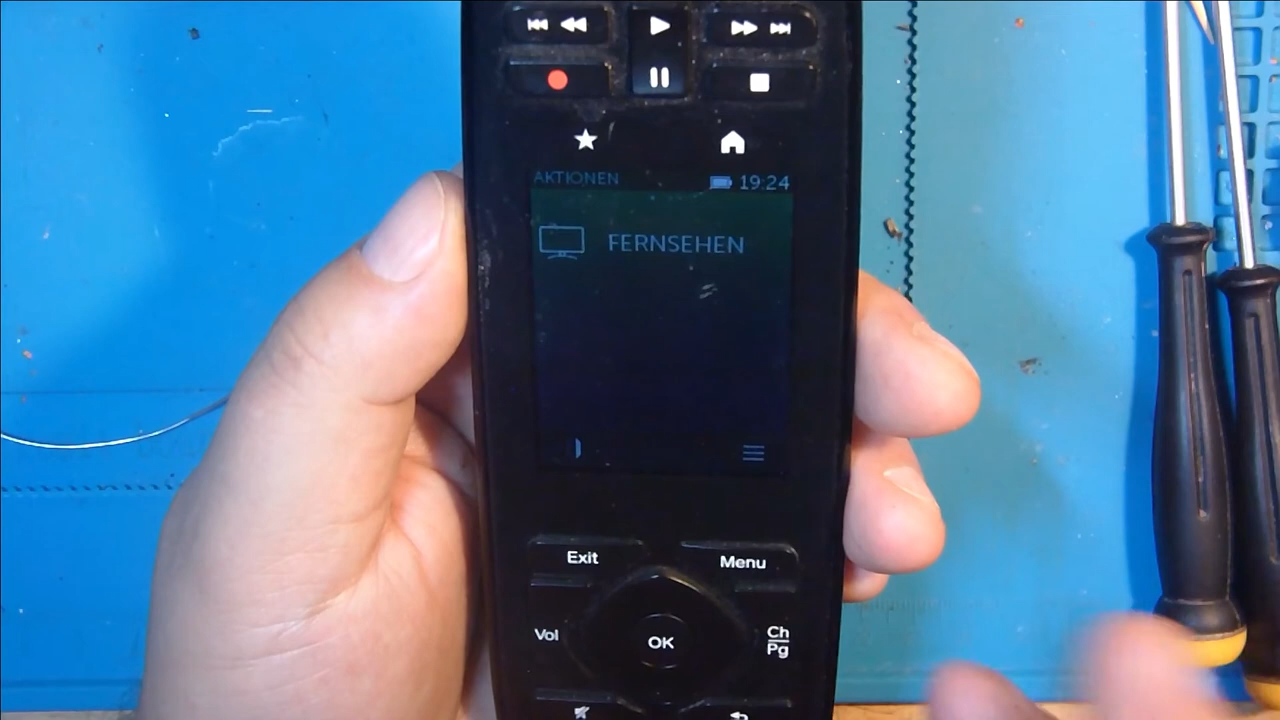 AKTIONEN 19:24
FERNSEHEN
Exit Menu
Vol Ch
OK
Pg